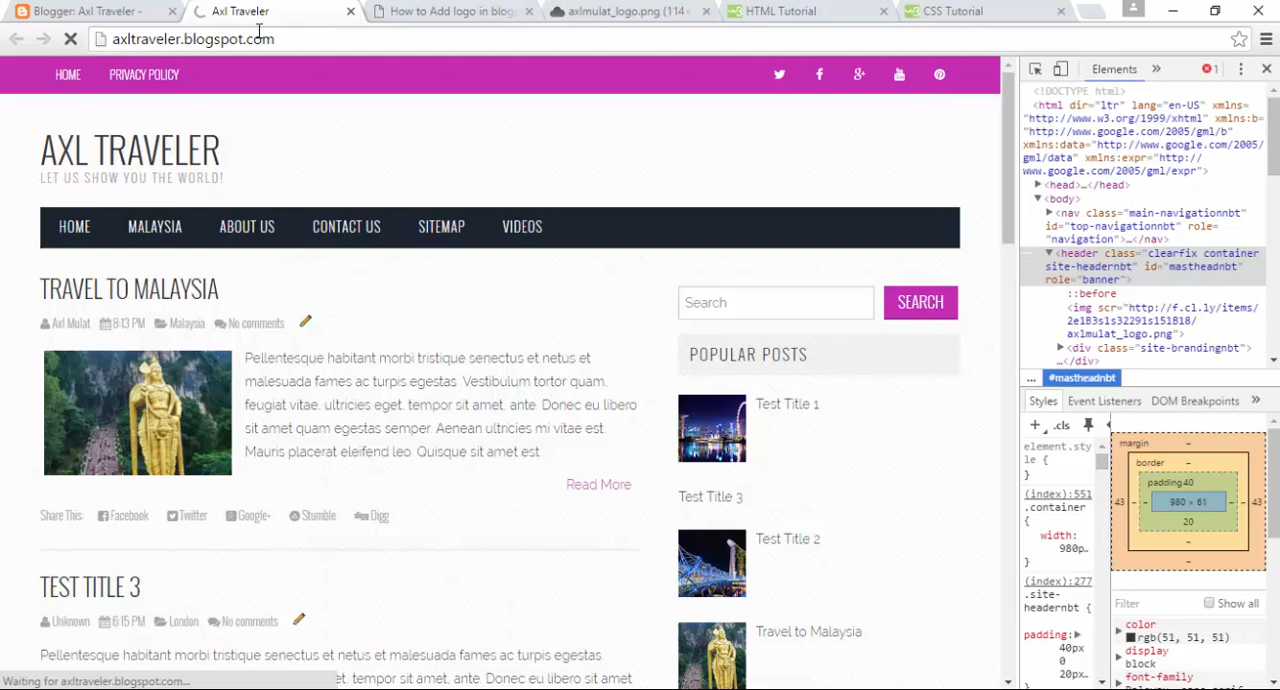 Blogger: Axl Traveler -
Axl Traveler
How to Add logo in blog
axlmulat_logo.png (114×
HTML Tutorial
CSS Tutorial
axltraveler.blogspot.com
HOME PRIVACY POLICY
AXL TRAVELER
LET US SHOW YOU THE WORLD!
HOME MALAYSIA ABOUT US CONTACT US SITEMAP VIDEOS
TRAVEL TO MALAYSIA
Axl Mulat 8:13 PM Malaysia No comments
Pellentesque habitant morbi tristique senectus et netus et
malesuada fames ac turpis egestas. Vestibulum tortor quam,
feugiat vitae, ultricies eget, tempor sit amet, ante. Donec eu libero
sit amet quam egestas semper. Aenean ultricies mi vitae est.
Mauris placerat eleifend leo. Quisque sit amet est
Read More
Share This: Facebook Twitter Google+ Stumble Digg
TEST TITLE 3
Unknown 6:15 PM London No comments
Pellentesque habitant morbi tristique senectus et netus et malesuada fames ac turpis egestas.
Waiting for axltraveler.blogspot.com...
Search SEARCH
POPULAR POSTS
Test Title 1
Test Title 3
Test Title 2
Travel to Malaysia
Elements » 1
<!DOCTYPE html>
<html dir="ltr" lang="en-US" xmlns=
"http://www.w3.org/1999/xhtml" xmlns:b=
"http://www.google.com/2005/gml/b"
xmlns:data="http://www.google.com/2005/
gml/data" xmlns:expr="http://
www.google.com/2005/gml/expr">
<head>…</head>
<body>
<nav class="main-navigationnbt"
id="top-navigationnbt" role=
"navigation">…</nav>
<header class="clearfix container
site-headernbt" id="mastheadnbt"
role="banner">
::before
<img src="http://f.cl.ly/items/
2e1B3s1s32291s151B18/
axlmulat_logo.png">
<div class="site-brandingnbt">
…</div>
... #mastheadnbt
Styles Event Listeners DOM Breakpoints »
+ .cls
element.sty
le {
}
(index):551
.container
{
width:
980p…
}
(index):277
.site-
headernbt {
padding:
40px
0
20px
margin -
border -
padding40
43 - - 980 × 61 - - 43
20
-
-
Filter Show all
color
rgb(51, 51, 51)
display
block
font-family